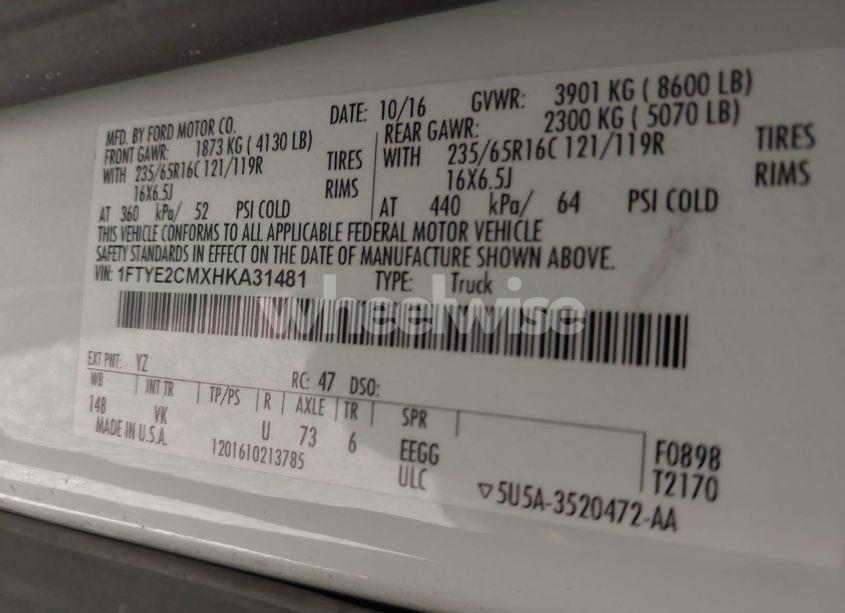 MFD. BY FORD MOTOR CO.
DATE: 10/16 GVWR: 3901 KG ( 8600 LB)
FRONT GAWR: 1873 KG ( 4130 LB)
REAR GAWR: 2300 KG ( 5070 LB)
WITH 235/65R16C 121/119R TIRES
WITH 235/65R16C 121/119R TIRES
16X6.5J RIMS
16X6.5J RIMS
AT 360 kPa/ 52 PSI COLD
AT 440 kPa/ 64 PSI COLD
THIS VEHICLE CONFORMS TO ALL APPLICABLE FEDERAL MOTOR VEHICLE
SAFETY STANDARDS IN EFFECT ON THE DATE OF MANUFACTURE SHOWN ABOVE.
VIN: 1FTYE2CMXHKA31481 TYPE: Truck
wheelwise
EXT PNT: YZ RC: 47 DSO:
WB INT TR TP/PS R AXLE TR SPR
148 VK U 73 6 EEGG F0898
MADE IN U.S.A. 1201610213785 ULC T2170
▽5U5A-3520472-AA